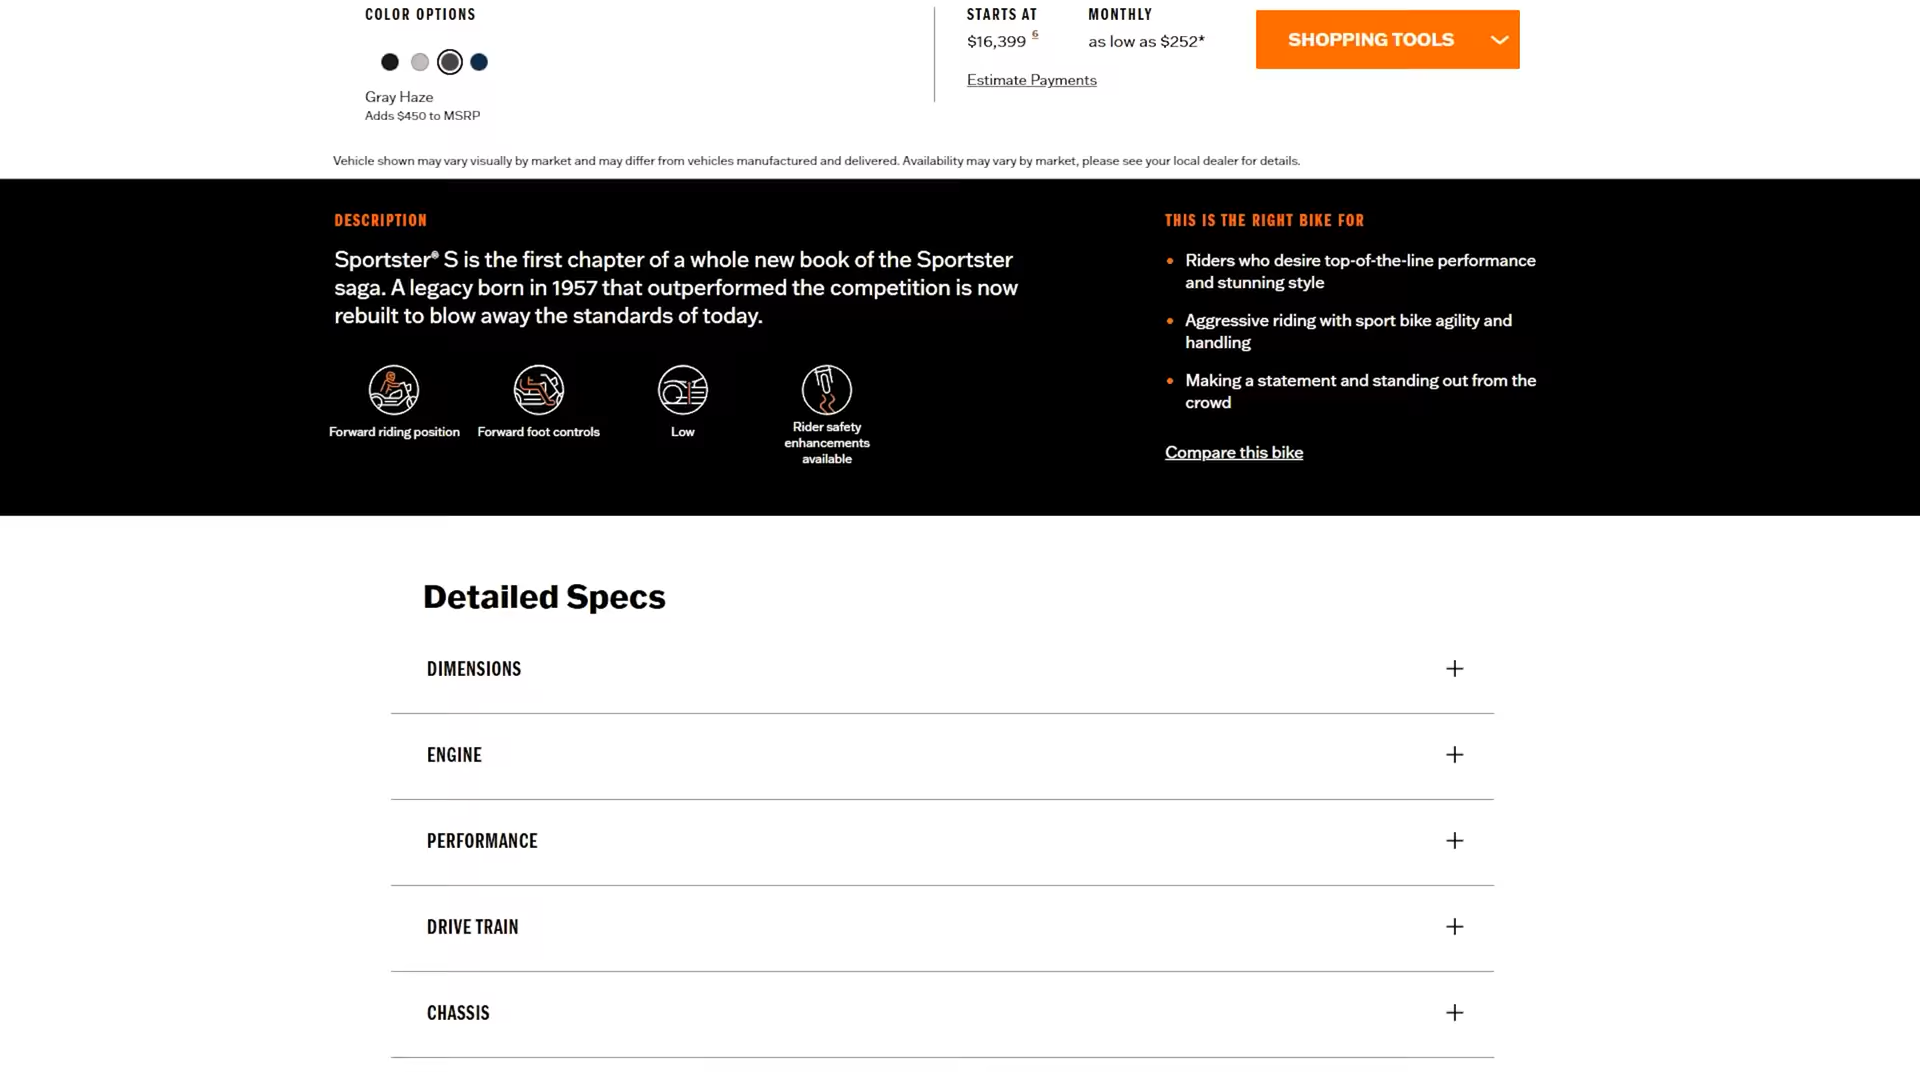 COLOR OPTIONS
Gray Haze
Adds $450 to MSRP
STARTS AT
$16,399 6
Estimate Payments
MONTHLY
as low as $252*
SHOPPING TOOLS
Vehicle shown may vary visually by market and may differ from vehicles manufactured and delivered. Availability may vary by market, please see your local dealer for details.
DESCRIPTION
Sportster® S is the first chapter of a whole new book of the Sportster
saga. A legacy born in 1957 that outperformed the competition is now
rebuilt to blow away the standards of today.
Forward riding position
Forward foot controls
Low
Rider safety
enhancements
available
THIS IS THE RIGHT BIKE FOR
• Riders who desire top-of-the-line performance
and stunning style
• Aggressive riding with sport bike agility and
handling
• Making a statement and standing out from the
crowd
Compare this bike
Detailed Specs
DIMENSIONS
ENGINE
PERFORMANCE
DRIVE TRAIN
CHASSIS